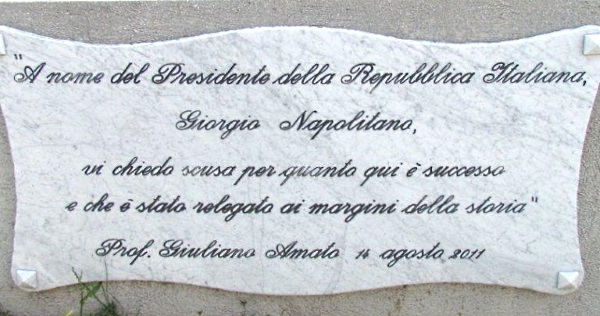 "A nome del Presidente della Repubblica Italiana,
Giorgio Napolitano,
vi chiedo scusa per quanto qui è successo
e che è stato relegato ai margini della storia"
Prof. Giuliano Amato 14 agosto 2011